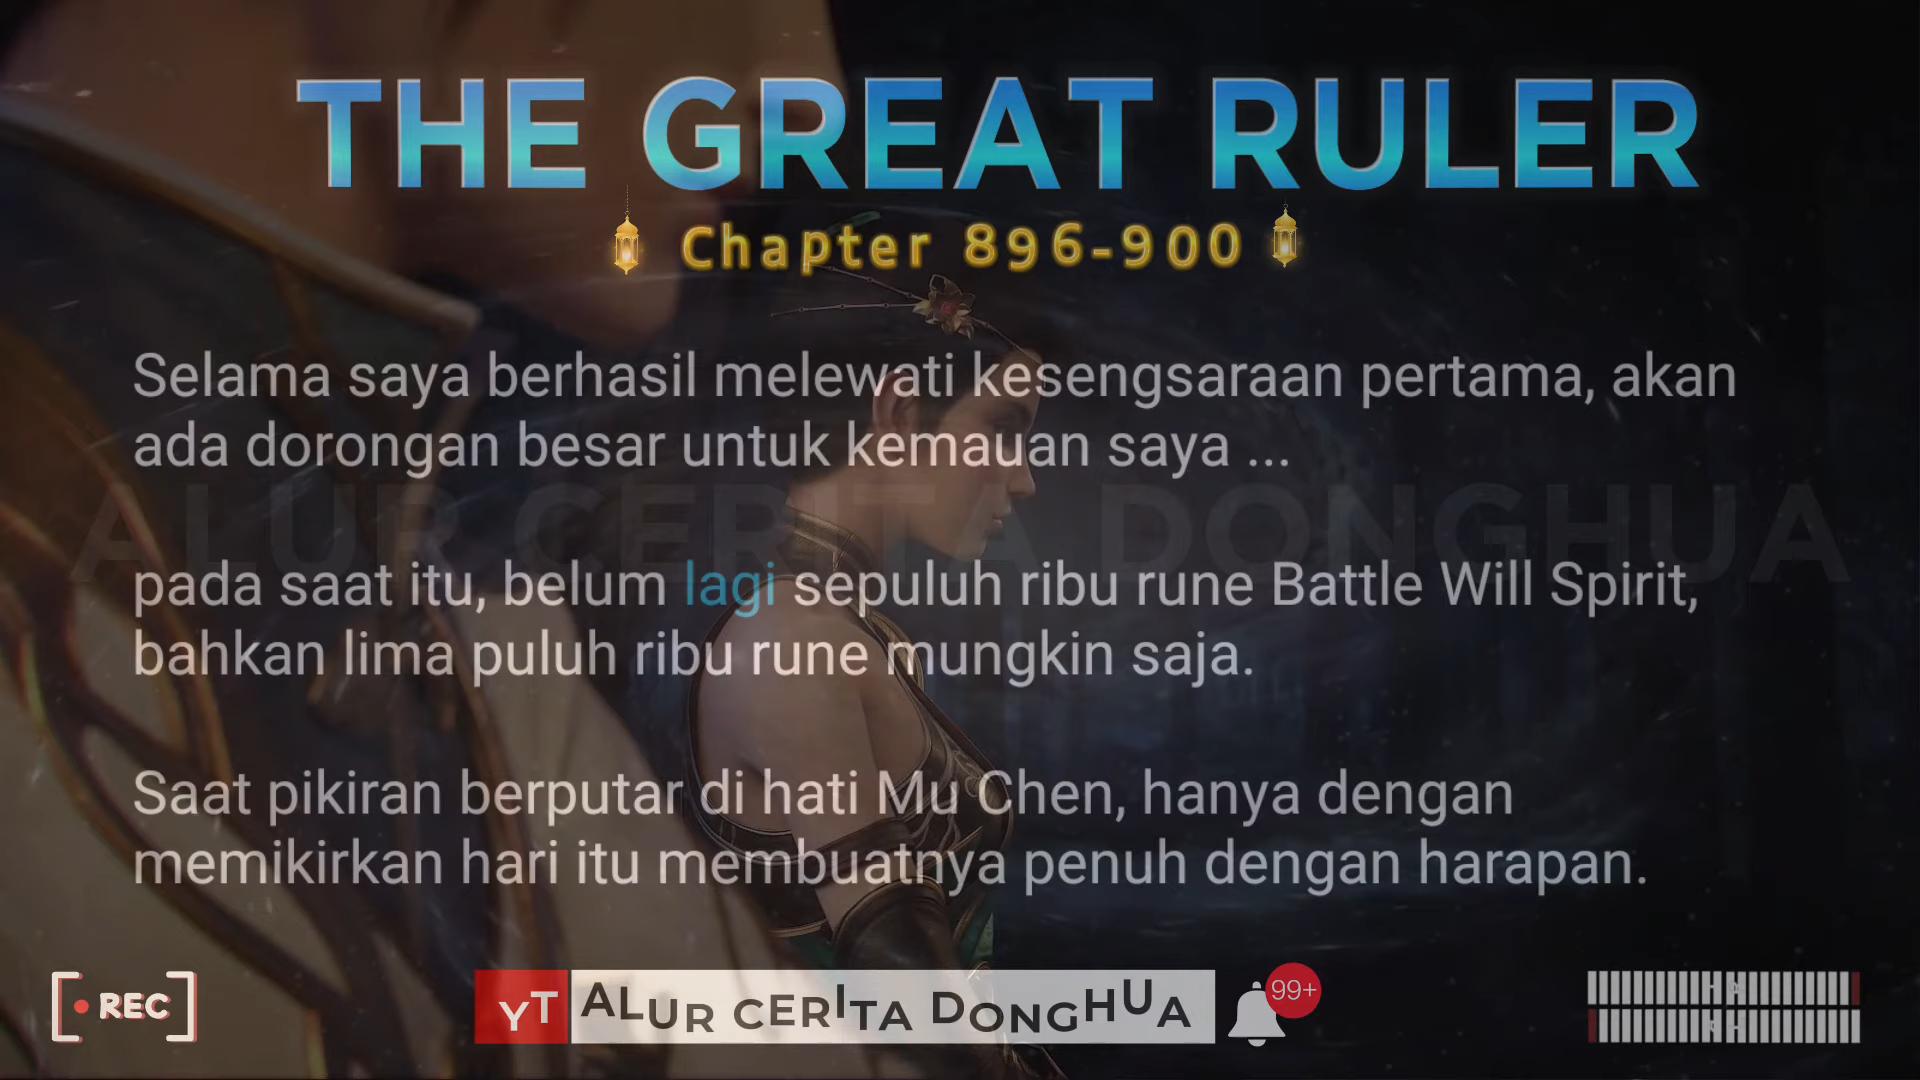 THE GREAT RULER
Chapter 896-900
Selama saya berhasil melewati kesengsaraan pertama, akan
ada dorongan besar untuk kemauan saya ...
ALUR CERITA DONGHUA
pada saat itu, belum lagi sepuluh ribu rune Battle Will Spirit,
bahkan lima puluh ribu rune mungkin saja.
Saat pikiran berputar di hati Mu Chen, hanya dengan
memikirkan hari itu membuatnya penuh dengan harapan.
REC
YT ALUR CERITA DONGHUA
99+